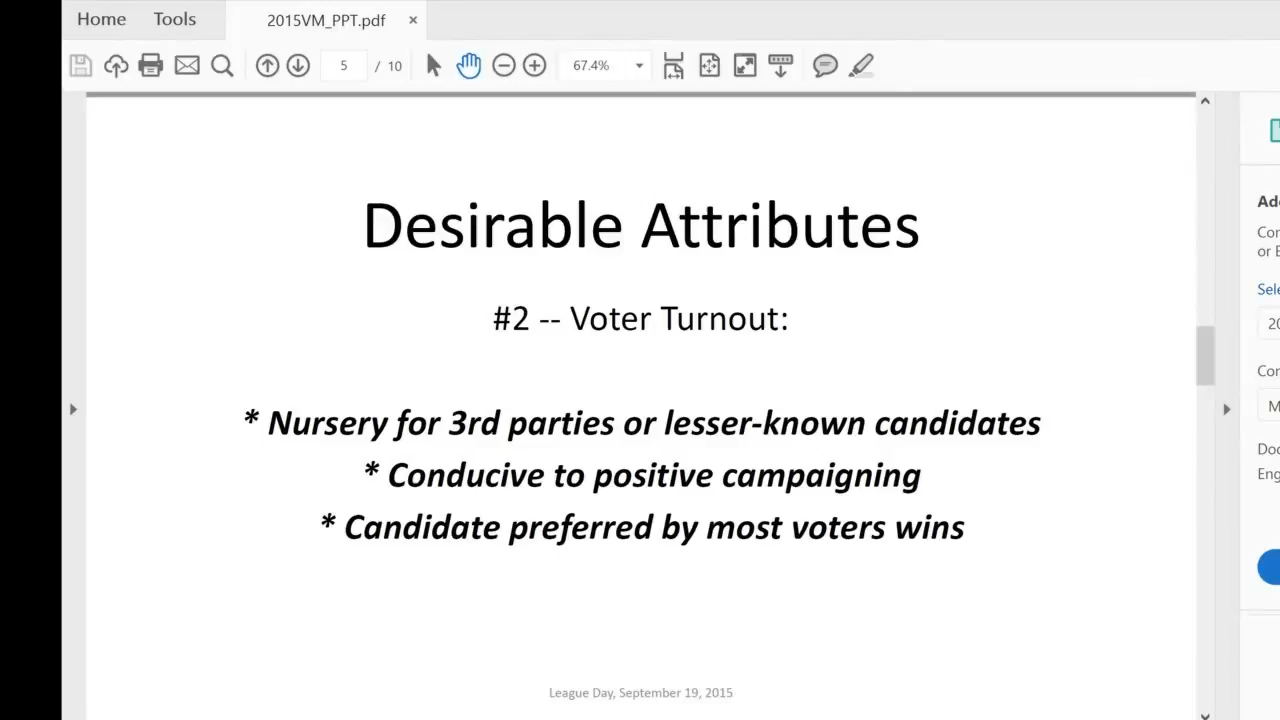 Home Tools 2015VM_PPT.pdf ×
5 / 10 67.4%
Desirable Attributes
#2 -- Voter Turnout:
* Nursery for 3rd parties or lesser-known candidates
* Conducive to positive campaigning
* Candidate preferred by most voters wins
League Day, September 19, 2015
or